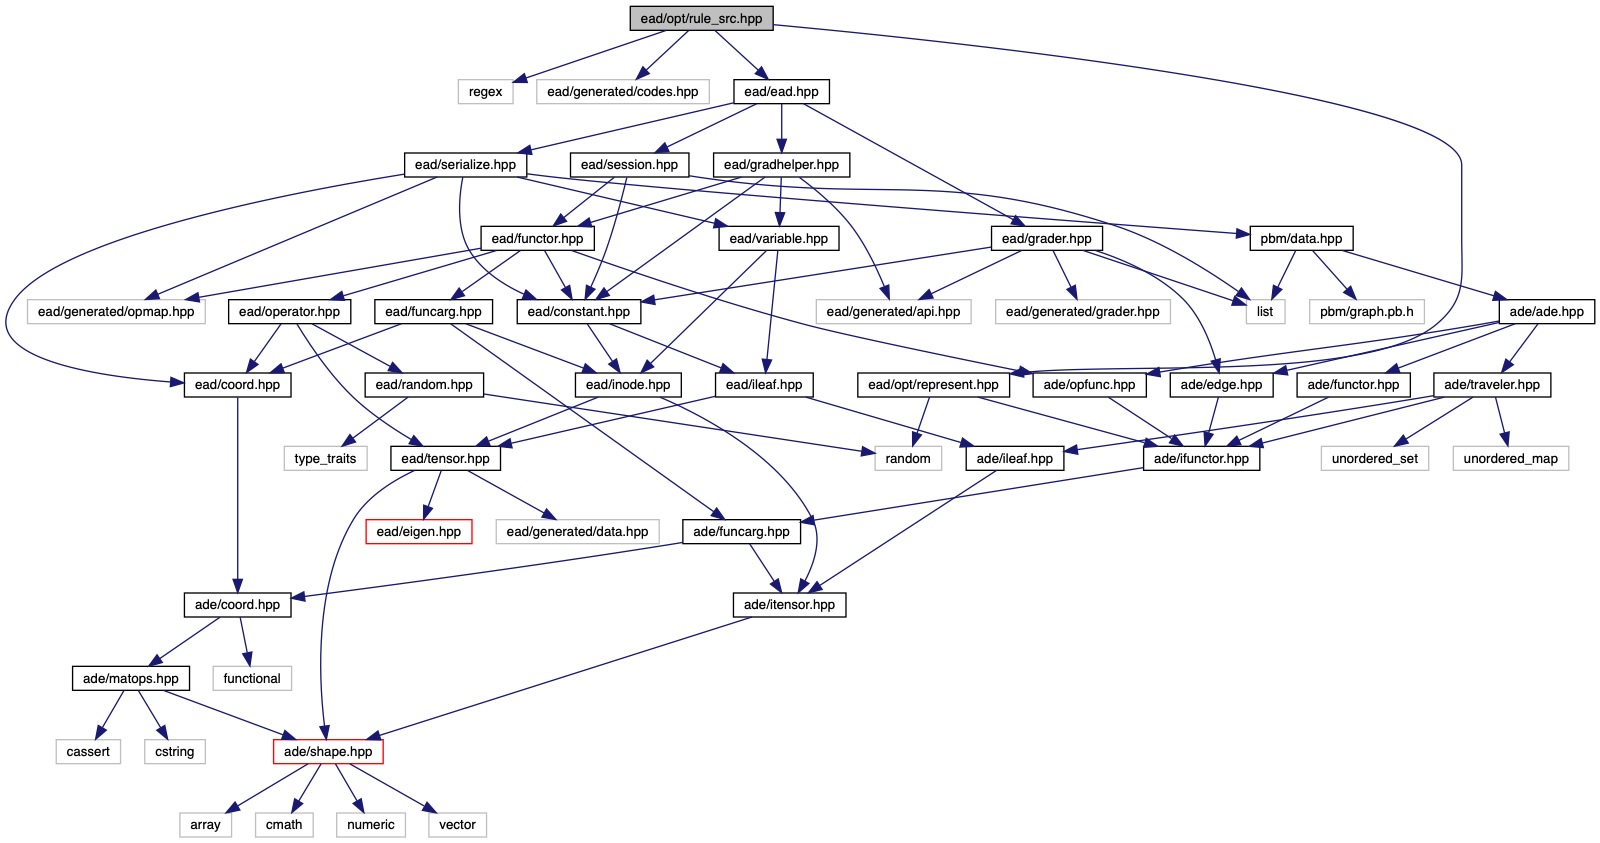 ead/opt/rule_src.hpp
regex
ead/generated/codes.hpp
ead/ead.hpp
ead/serialize.hpp
ead/session.hpp
ead/gradhelper.hpp
ead/functor.hpp
ead/variable.hpp
ead/grader.hpp
pbm/data.hpp
ead/generated/opmap.hpp
ead/operator.hpp
ead/funcarg.hpp
ead/constant.hpp
ead/generated/api.hpp
ead/generated/grader.hpp
list
pbm/graph.pb.h
ade/ade.hpp
ead/coord.hpp
ead/random.hpp
ead/inode.hpp
ead/ileaf.hpp
ead/opt/represent.hpp
ade/opfunc.hpp
ade/edge.hpp
ade/functor.hpp
ade/traveler.hpp
type_traits
ead/tensor.hpp
random
ade/ileaf.hpp
ade/ifunctor.hpp
unordered_set
unordered_map
ead/eigen.hpp
ead/generated/data.hpp
ade/funcarg.hpp
ade/coord.hpp
ade/itensor.hpp
ade/matops.hpp
functional
cassert
cstring
ade/shape.hpp
array
cmath
numeric
vector